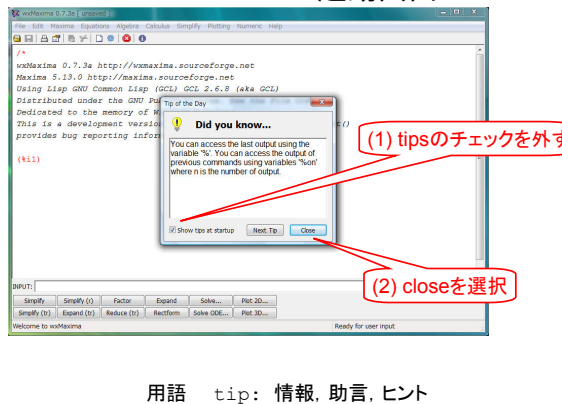 wxMaxima 0.7.3a [ unsaved ]
File Edit Maxima Equations Algebra Calculus Simplify Plotting Numeric Help
/*
wxMaxima 0.7.3a http://wxmaxima.sourceforge.net
Maxima 5.13.0 http://maxima.sourceforge.net
Using Lisp GNU Common Lisp (GCL) GCL 2.6.8 (aka GCL)
Distributed under the GNU Pu
Dedicated to the memory of W
This is a development versio t()
provides bug reporting infor
(%i1)
Tip of the Day
Did you know...
You can access the last output using the
variable '%'. You can access the output of
previous commands using variables '%on'
where n is the number of output.
Show tips at startup Next Tip Close
(1) tipsのチェックを外す
(2) closeを選択
INPUT:
Simplify Simplify (r) Factor Expand Solve... Plot 2D...
Simplify (tr) Expand (tr) Reduce (tr) Rectform Solve ODE... Plot 3D...
Welcome to wxMaxima Ready for user input
用語 tip: 情報, 助言, ヒント